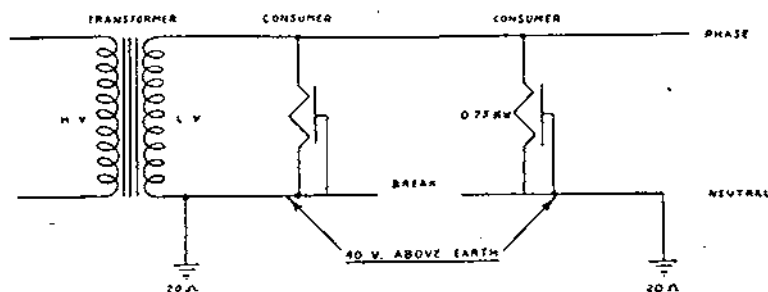 TRANSFORMER
CONSUMER
CONSUMER
PHASE
H V
L V
0.75 KW
BREAK
NEUTRAL
40 V. ABOVE EARTH
20 Ω
20 Ω